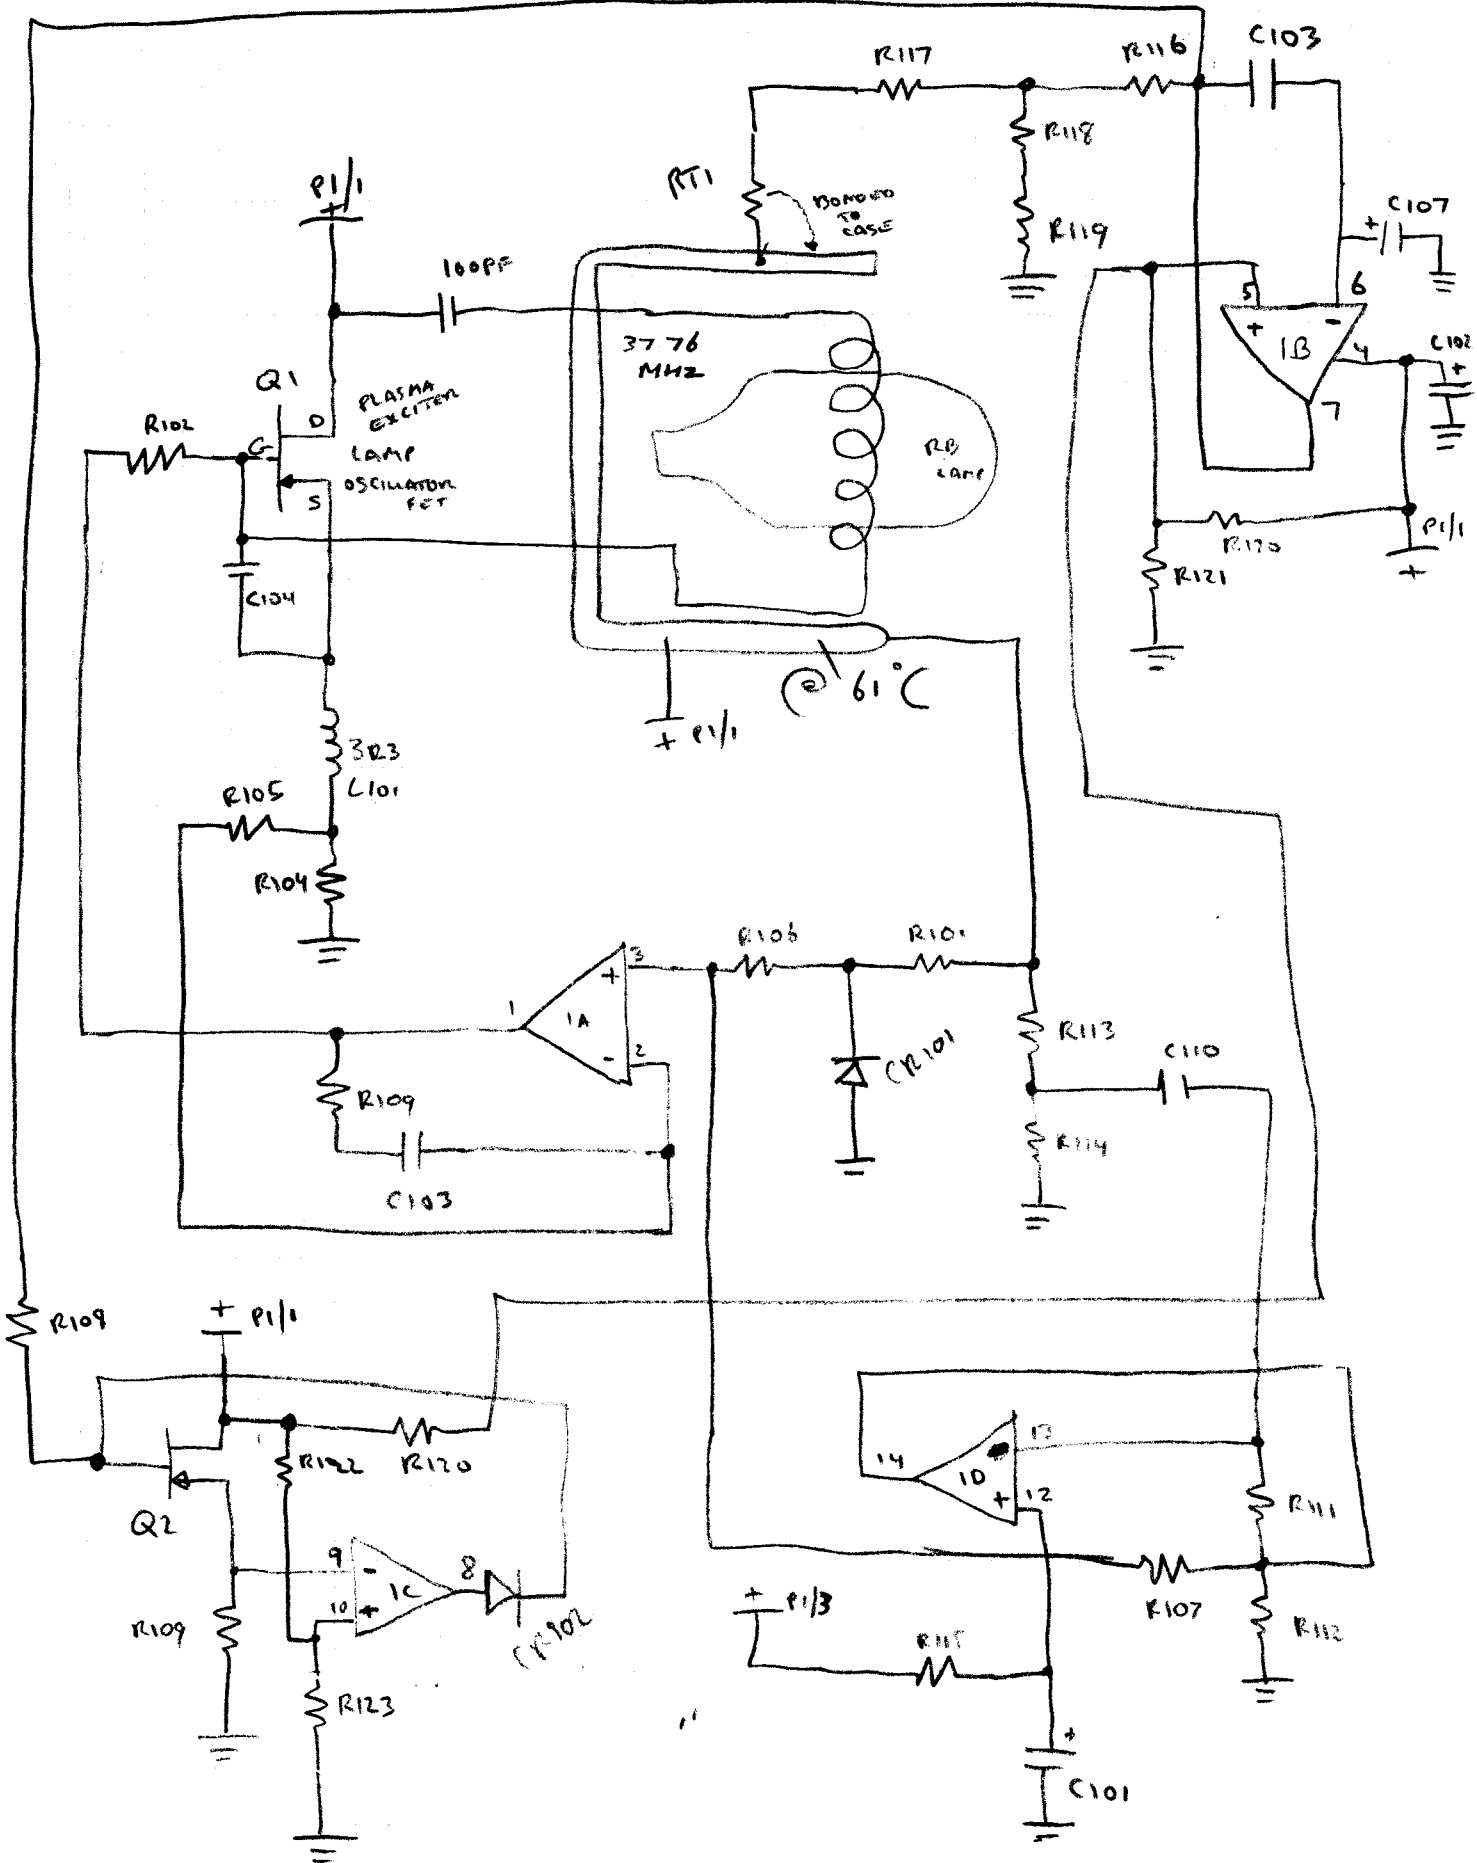 R117
R116
C103
R118
R119
RT1
BONDED
TO
CASE
C107
+
P1/1
+
100PF
37 76
MHZ
5
6
+
-
1B
4
7
C102
+
Q1
D
G
S
PLASMA
EXCITER
LAMP
OSCILLATOR
FET
R102
RB
LAMP
C104
R120
R121
P1/1
+
@ 61°C
+ P1/1
3R3
L101
R105
R104
R106
R101
3
+
1
1A
-
2
R113
CR101
C110
R109
C103
R114
R108
+ P1/1
R122
R120
Q2
9
-
8
1C
10
+
R109
CR902
R123
13
14
1D
12
+
R111
R107
R112
+ P1/3
R115
+
C101